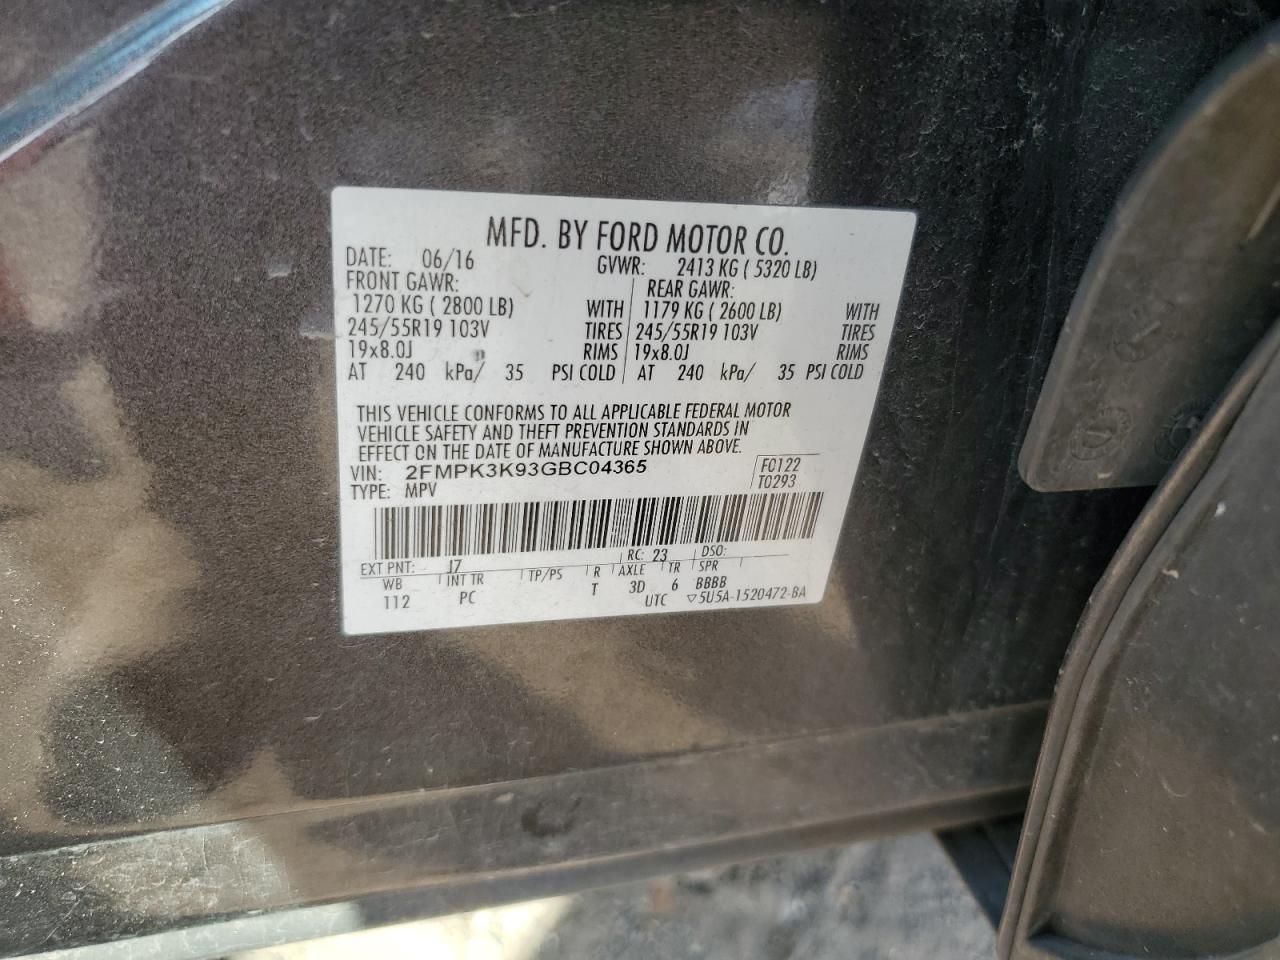 MFD. BY FORD MOTOR CO.
DATE: 06/16 GVWR: 2413 KG ( 5320 LB)
FRONT GAWR: REAR GAWR:
1270 KG ( 2800 LB) WITH 1179 KG ( 2600 LB) WITH
245/55R19 103V TIRES 245/55R19 103V TIRES
19x8.0J RIMS 19x8.0J RIMS
AT 240 kPa/ 35 PSI COLD AT 240 kPa/ 35 PSI COLD
THIS VEHICLE CONFORMS TO ALL APPLICABLE FEDERAL MOTOR
VEHICLE SAFETY AND THEFT PREVENTION STANDARDS IN
EFFECT ON THE DATE OF MANUFACTURE SHOWN ABOVE.
VIN: 2FMPK3K93GBC04365 FC122
TYPE: MPV T0293
EXT PNT: J7 RC: 23 DSO:
WB INT TR TP/PS R AXLE TR SPR
112 PC T 3D 6 BBBB
UTC ▽5U5A-1520472-BA